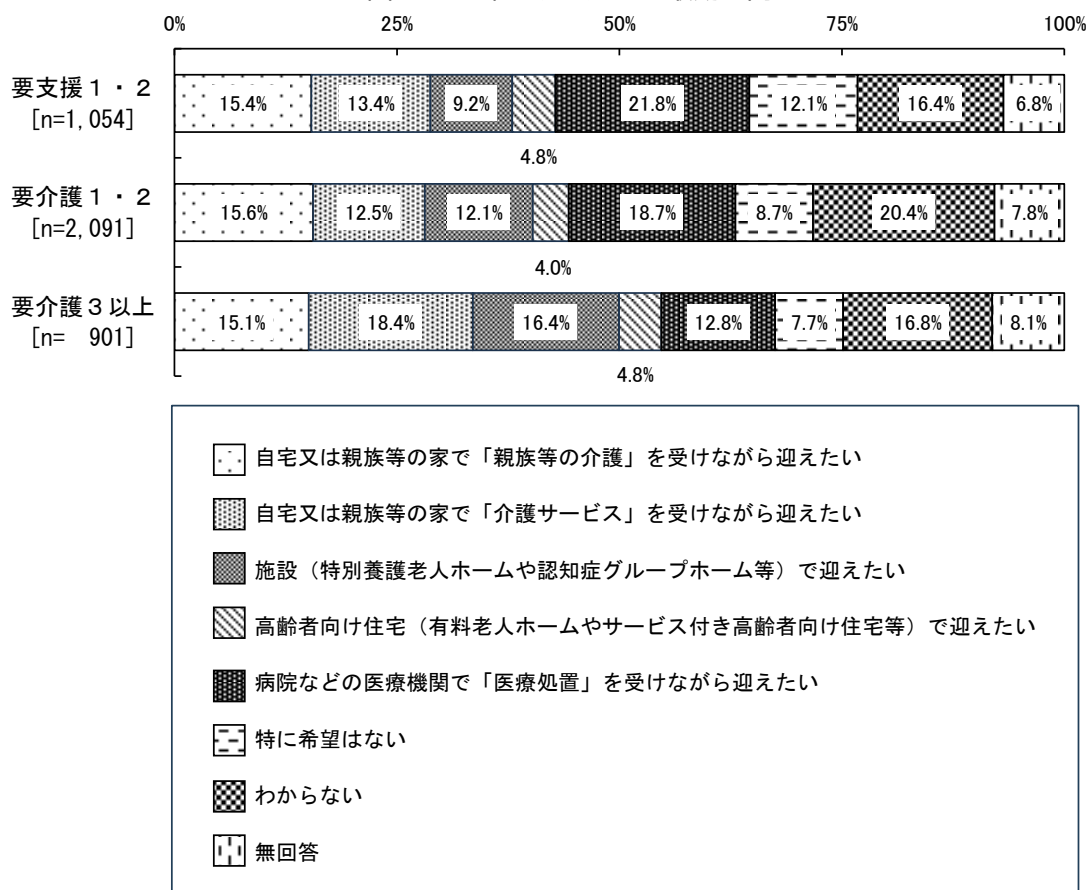 0% 25% 50% 75% 100%
要支援１・２
[n=1,054]
15.4% 13.4% 9.2% 21.8% 12.1% 16.4% 6.8%
4.8%
要介護１・２
[n=2,091]
15.6% 12.5% 12.1% 18.7% 8.7% 20.4% 7.8%
4.0%
要介護３以上
[n= 901]
15.1% 18.4% 16.4% 12.8% 7.7% 16.8% 8.1%
4.8%
自宅又は親族等の家で「親族等の介護」を受けながら迎えたい
自宅又は親族等の家で「介護サービス」を受けながら迎えたい
施設（特別養護老人ホームや認知症グループホーム等）で迎えたい
高齢者向け住宅（有料老人ホームやサービス付き高齢者向け住宅等）で迎えたい
病院などの医療機関で「医療処置」を受けながら迎えたい
特に希望はない
わからない
無回答